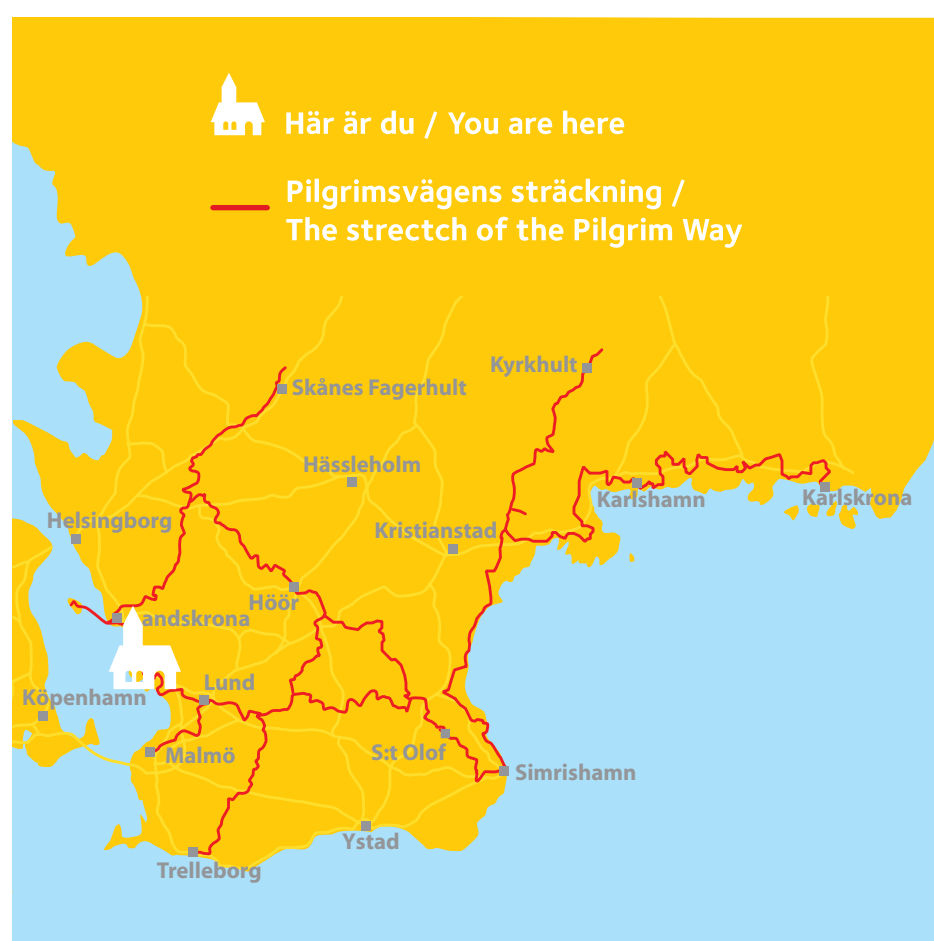 Här är du / You are here
Pilgrimsvägens sträckning /
The strectch of the Pilgrim Way
Kyrkhult
Skånes Fagerhult
Hässleholm
Karlshamn
Karlskrona
Helsingborg
Kristianstad
Höör
andskrona
Lund
Köpenhamn
Malmö
S:t Olof
Simrishamn
Ystad
Trelleborg